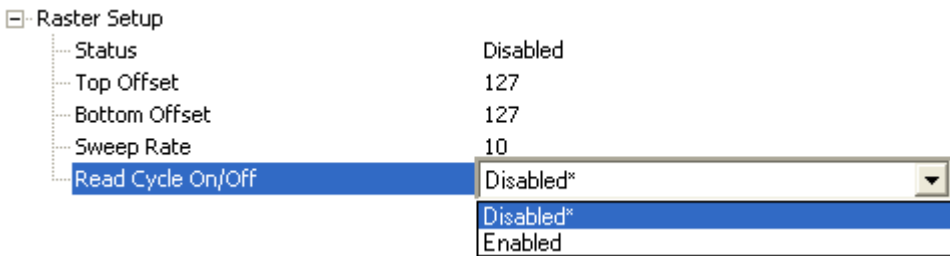 Raster Setup
Status Disabled
Top Offset 127
Bottom Offset 127
Sweep Rate 10
Read Cycle On/Off Disabled*
Disabled*
Enabled